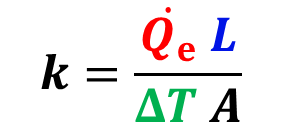 k = Q̇ₑ L / ΔT A